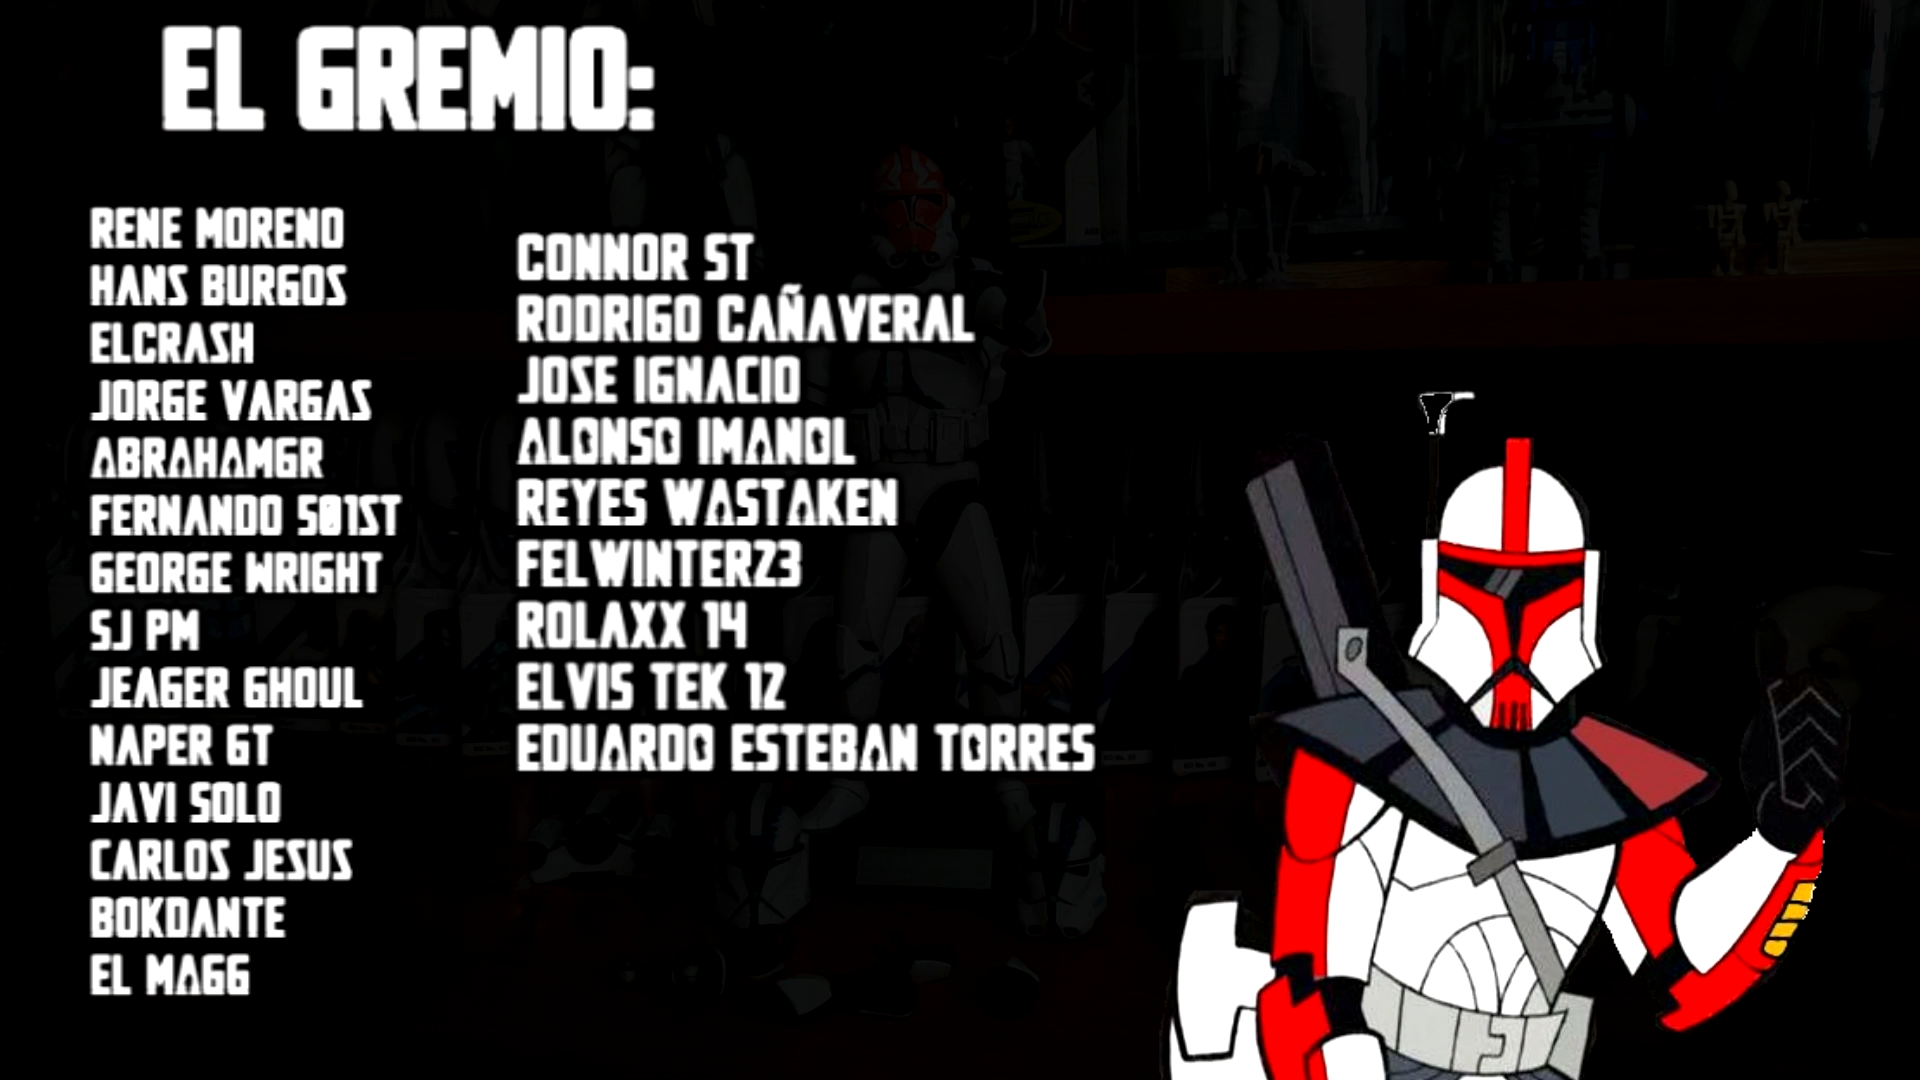 EL GREMIO:
RENE MORENO
HANS BURGOS
ELCRASH
JORGE VARGAS
ABRAHAMGR
FERNANDO 501ST
GEORGE WRIGHT
SJ PM
JEAGER GHOUL
NAPER GT
JAVI SOLO
CARLOS JESUS
BOKDANTE
EL MAGG
CONNOR ST
RODRIGO CAÑAVERAL
JOSE IGNACIO
ALONSO IMANOL
REYES WASTAKEN
FELWINTER23
ROLAXX 14
ELVIS TEK 12
EDUARDO ESTEBAN TORRES